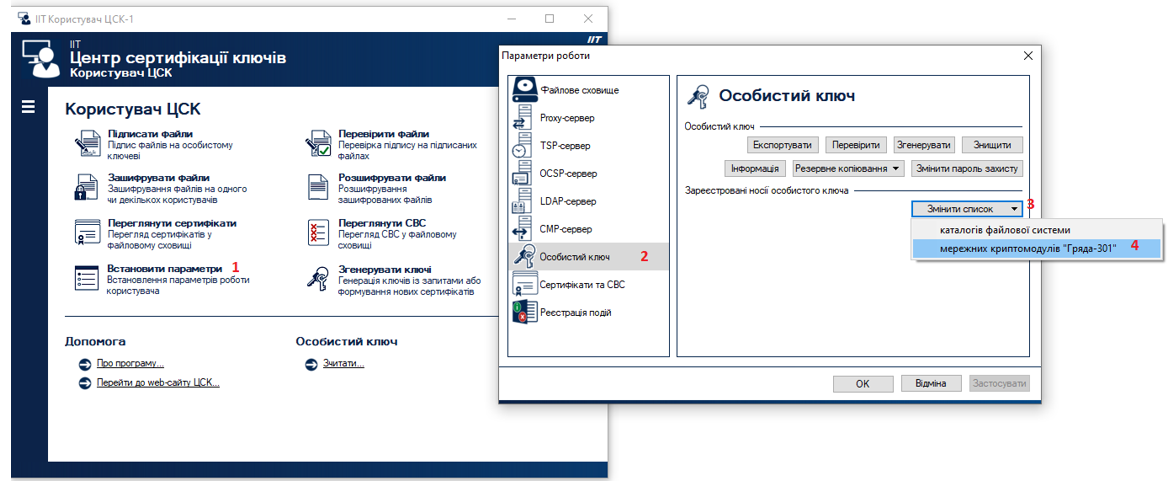 ІІТ Користувач ЦСК-1
ІІТ
Центр сертифікації ключів
Користувач ЦСК
ІІТ
Користувач ЦСК
Підписати файли
Підпис файлів на особистому
ключеві
Перевірити файли
Перевірка підпису на підписаних
файлах
Зашифрувати файли
Зашифрування файлів на одного
чи декількох користувачів
Розшифрувати файли
Розшифрування
зашифрованих файлів
Переглянути сертифікати
Перегляд сертифікатів у
файловому сховищі
Переглянути СВС
Перегляд СВС у файловому
сховищі
Встановити параметри 1
Встановлення параметрів роботи
користувача
Згенерувати ключі
Генерація ключів із запитами або
формування нових сертифікатів
Допомога
Про програму...
Перейти до web-сайту ЦСК...
Особистий ключ
Зчитати...
Параметри роботи
Файлове сховище
Proxy-сервер
TSP-сервер
OCSP-сервер
LDAP-сервер
CMP-сервер
Особистий ключ 2
Сертифікати та СВС
Реєстрація подій
Особистий ключ
Особистий ключ
Експортувати Перевірити Згенерувати Знищити
Інформація Резервне копіювання Змінити пароль захисту
Зареєстровані носії особистого ключа
Змінити список 3
каталогів файлової системи
мережних криптомодулів "Гряда-301" 4
OK Відміна Застосувати